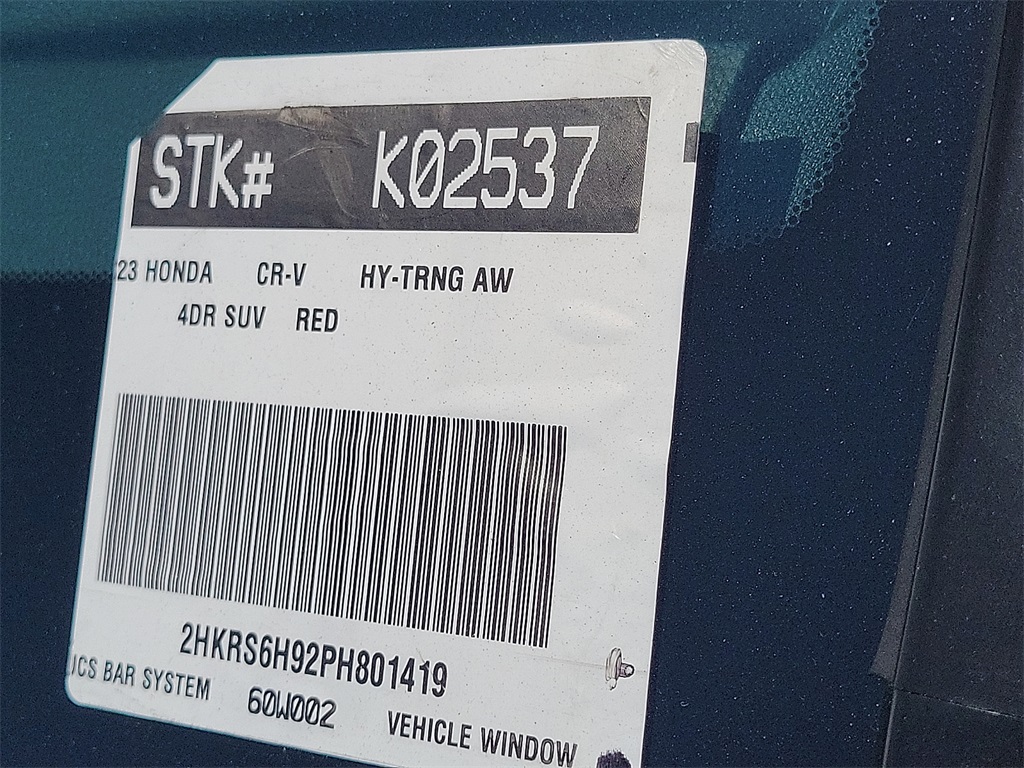 STK# K02537
23 HONDA CR-V HY-TRNG AW
4DR SUV RED
2HKRS6H92PH801419
ICS BAR SYSTEM 60W002 VEHICLE WINDOW